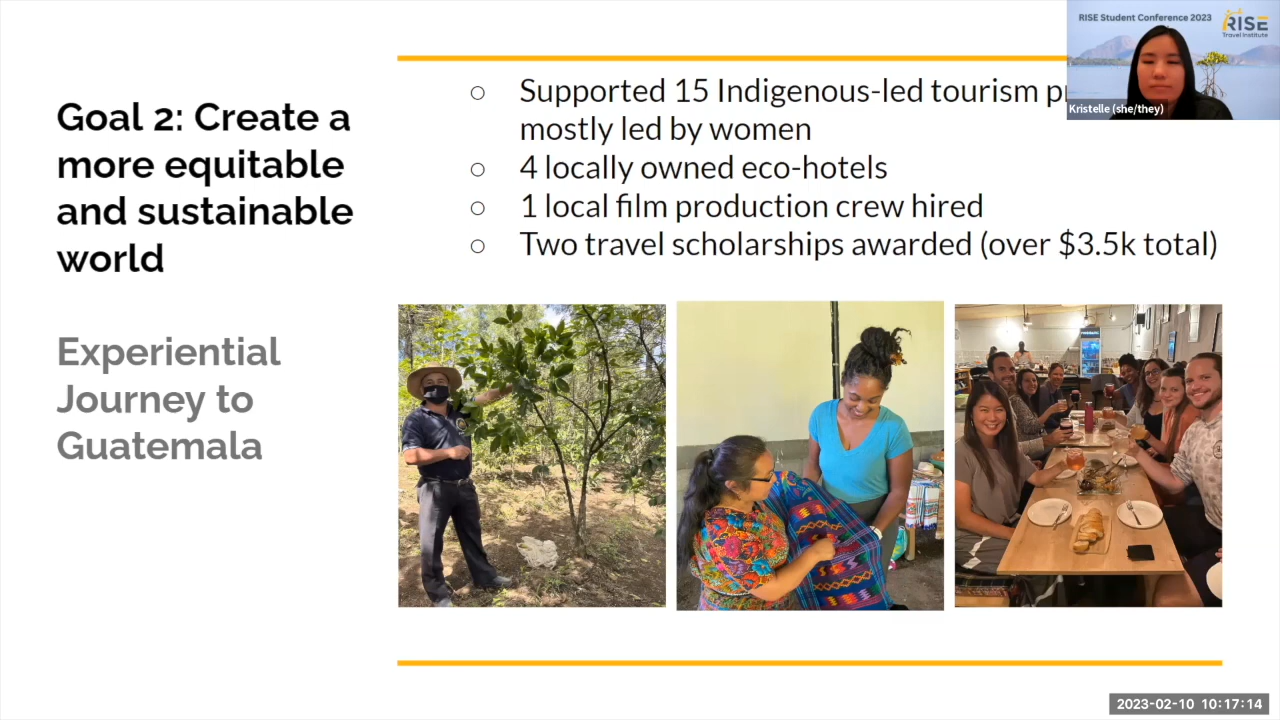 RISE Student Conference 2023
RISE
Travel Institute
Kristelle (she/they)
Goal 2: Create a
more equitable
and sustainable
world
Experiential
Journey to
Guatemala
○ Supported 15 Indigenous-led tourism
mostly led by women
○ 4 locally owned eco-hotels
○ 1 local film production crew hired
○ Two travel scholarships awarded (over $3.5k total)
2023-02-10 10:17:14